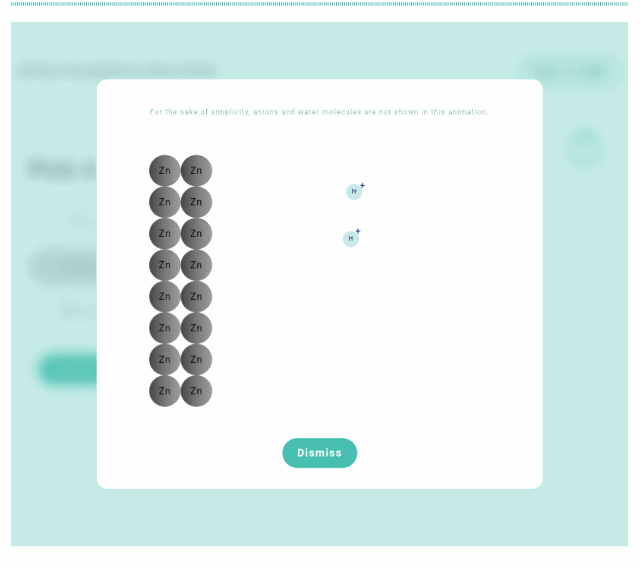 For the sake of simplicity, anions and water molecules are not shown in this animation.
Zn Zn
Zn Zn
H +
Zn Zn
H +
Zn Zn
Zn Zn
Zn Zn
Zn Zn
Zn Zn
Dismiss